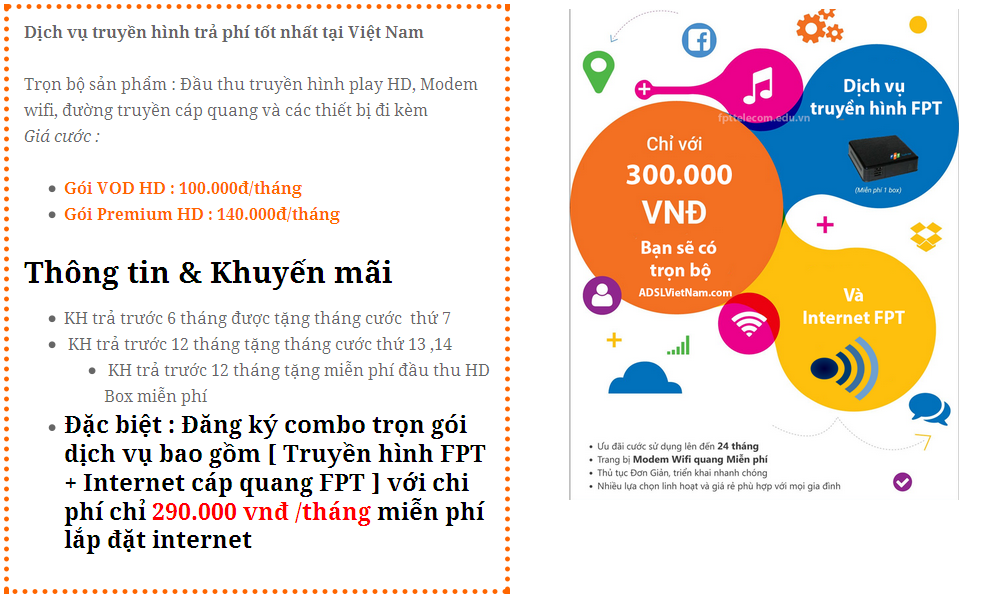 Dịch vụ truyền hình trả phí tốt nhất tại Việt Nam
Trọn bộ sản phẩm : Đầu thu truyền hình play HD, Modem
wifi, đường truyền cáp quang và các thiết bị đi kèm
Giá cước :
Gói VOD HD : 100.000đ/tháng
Gói Premium HD : 140.000đ/tháng
Thông tin & Khuyến mãi
KH trả trước 6 tháng được tặng tháng cước thứ 7
KH trả trước 12 tháng tặng tháng cước thứ 13 ,14
KH trả trước 12 tháng tặng miễn phí đầu thu HD
Box miễn phí
Đặc biệt : Đăng ký combo trọn gói
dịch vụ bao gồm [ Truyền hình FPT
+ Internet cáp quang FPT ] với chi
phí chỉ 290.000 vnđ /tháng miễn phí
lắp đặt internet
Dịch vụ
truyền hình FPT
fpttelecom.edu.vn
(Miễn phí 1 box)
Chỉ với
300.000
VNĐ
Bạn sẽ có
trọn bộ
ADSLVietNam.com
Và
Internet FPT
Ưu đãi cước sử dụng lên đến 24 tháng
Trang bị Modem Wifi quang Miễn phí
Thủ tục Đơn Giản, triển khai nhanh chóng
Nhiều lựa chọn linh hoạt và giá rẻ phù hợp với mọi gia đình